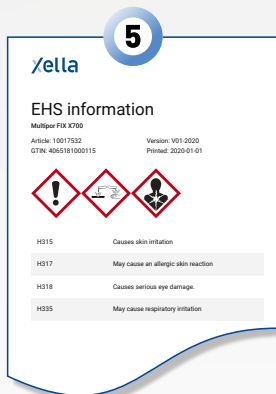 5
Xella
EHS information
Multipor FIX X700
Article: 10017532 Version: V01-2020
GTIN: 4065181000115 Printed: 2020-01-01
H315 Causes skin irritation
H317 May cause an allergic skin reaction
H318 Causes serious eye damage.
H335 May cause respiratory irritation